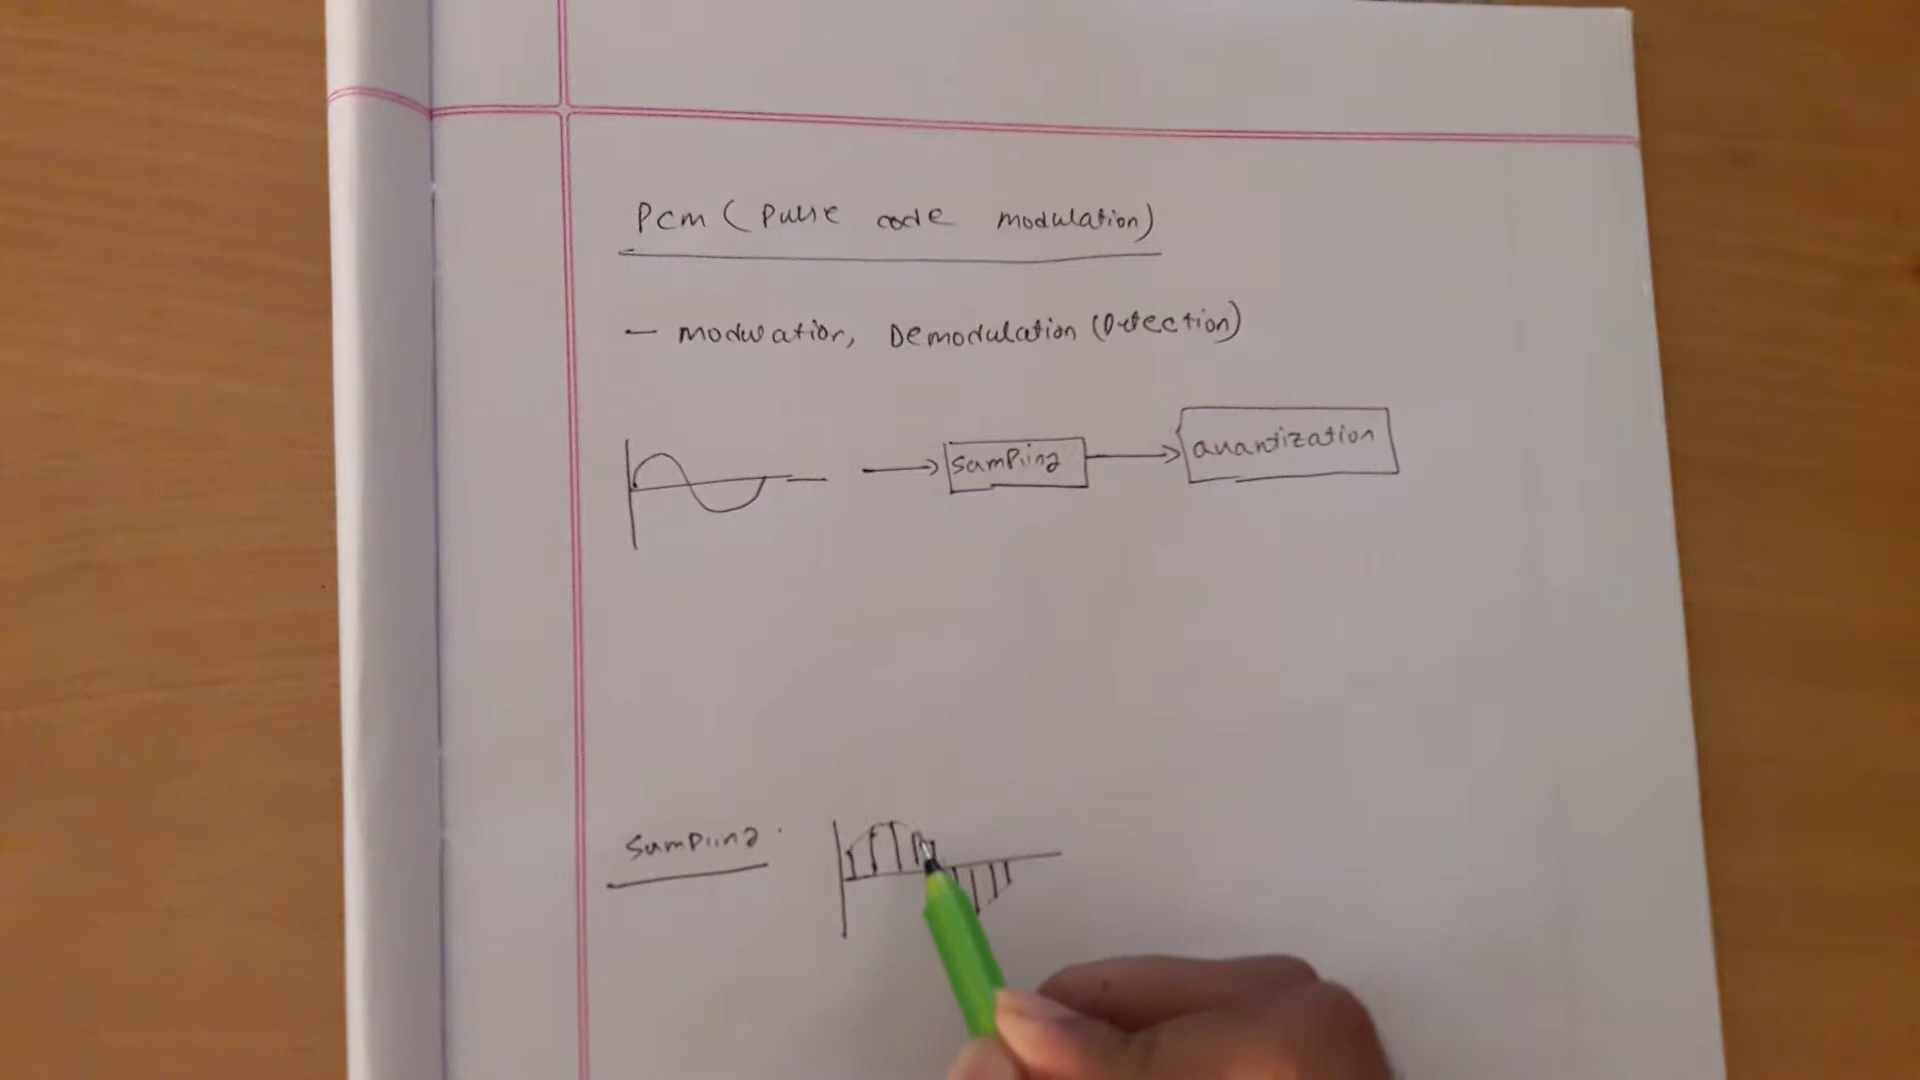 Pcm (Pulse code modulation)
— modulation, Demodulation (Detection)
Sampling
quantization
Sampling